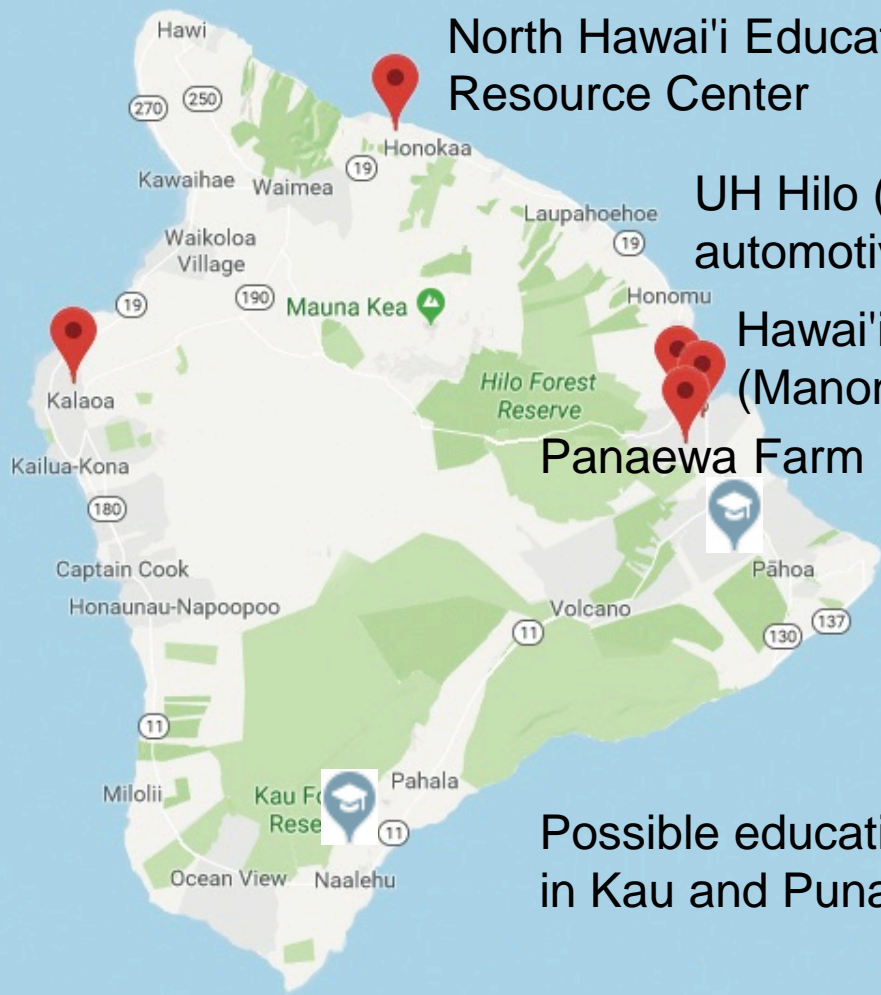 Hawi
North Hawai'i Educat
Resource Center
270
250
Honokaa
19
Kawaihae
Waimea
Laupahoehoe
UH Hilo (
automotiv
19
Waikoloa
Village
190
19
Mauna Kea
Honomu
Hawai'i
(Manor
Hilo Forest
Reserve
Kalaoa
Panaewa Farm
Kailua-Kona
180
Captain Cook
Pāhoa
Honaunau-Napoopoo
Volcano
11
130
137
11
Milolii
Pahala
Kau Fo
Rese
11
Ocean View
Naalehu
Possible educati
in Kau and Puna